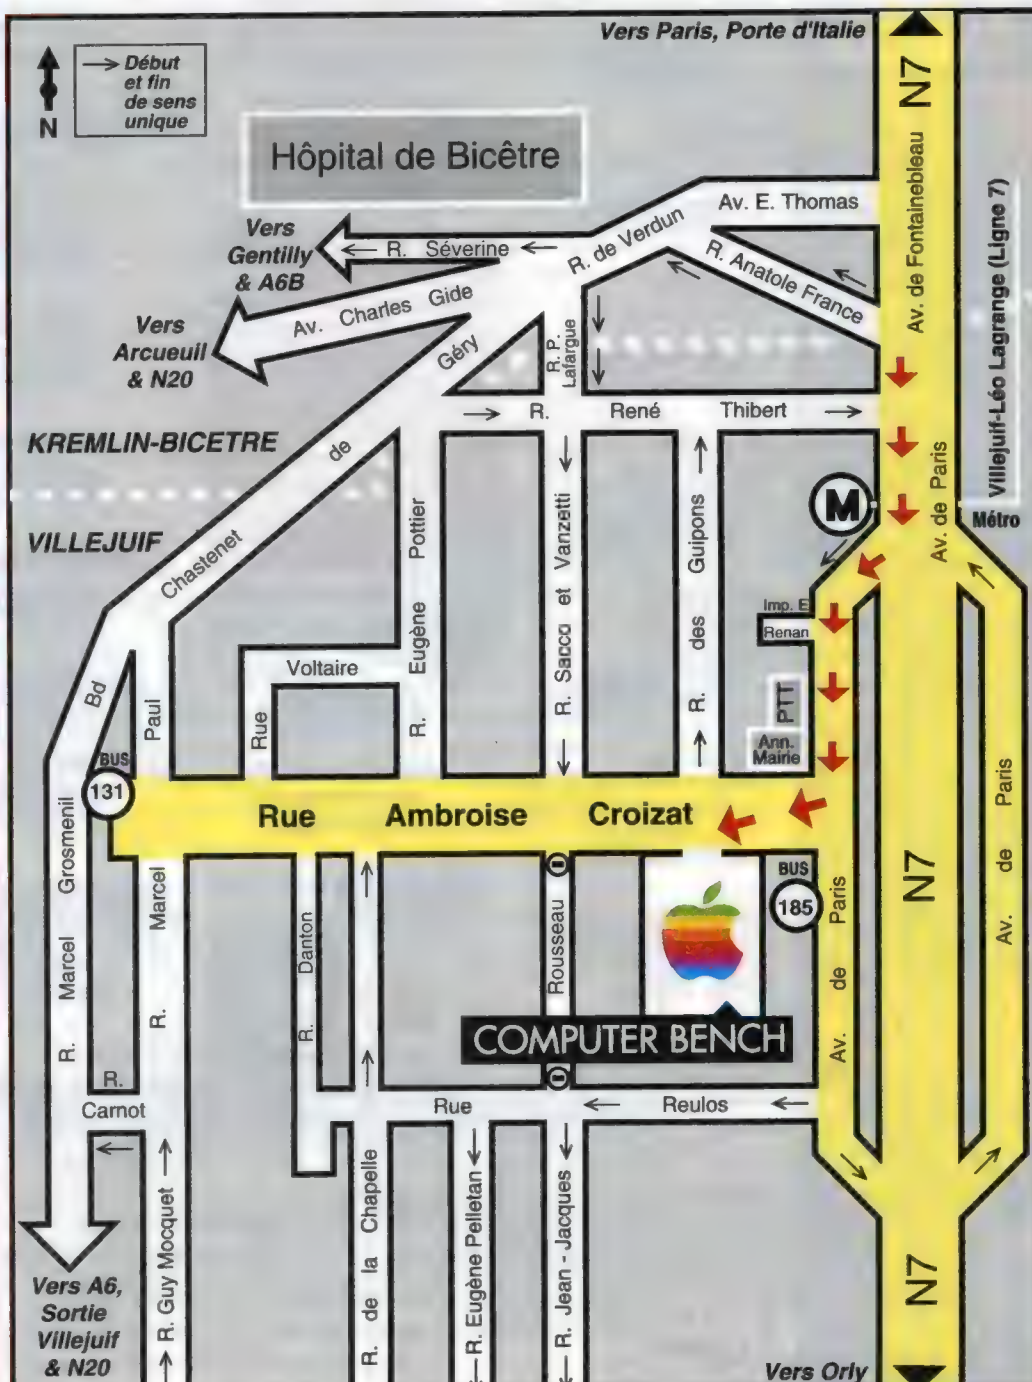 Vers Paris, Porte d'Italie
N7
→ Début
et fin
de sens
unique
N
Hôpital de Bicêtre
Av. E. Thomas
Av. de Fontainebleau
Villejuif-Léo Lagrange (Ligne 7)
Vers
Gentilly
& A6B
R. Séverine
R. de Verdun
R. Anatole France
Av. Charles Gide
Vers
Arcueuil
& N20
Géry
R. P.
Lafargue
R. René Thibert
KREMLIN-BICETRE
de
Av. de Paris
M
Métro
VILLEJUIF
Chastenet
Eugène Pottier
R.
R. Sacco et Vanzetti
R. des Guipons
Imp. E
Renan
Voltaire
Rue
PTT
Ann.
Mairie
Bd
Paul
BUS
131
Rue Ambroise Croizat
Av. de Paris
N7
R. Marcel Grosmenil
R. Marcel
BUS
185
Av. de Paris
R. Danton
Rousseau
COMPUTER BENCH
R.
Carnot
Rue Reulos
R. Guy Mocquet
R. de la Chapelle
R. Eugène Pelletan
R. Jean - Jacques
N7
Vers A6,
Sortie
Villejuif
& N20
Vers Orly